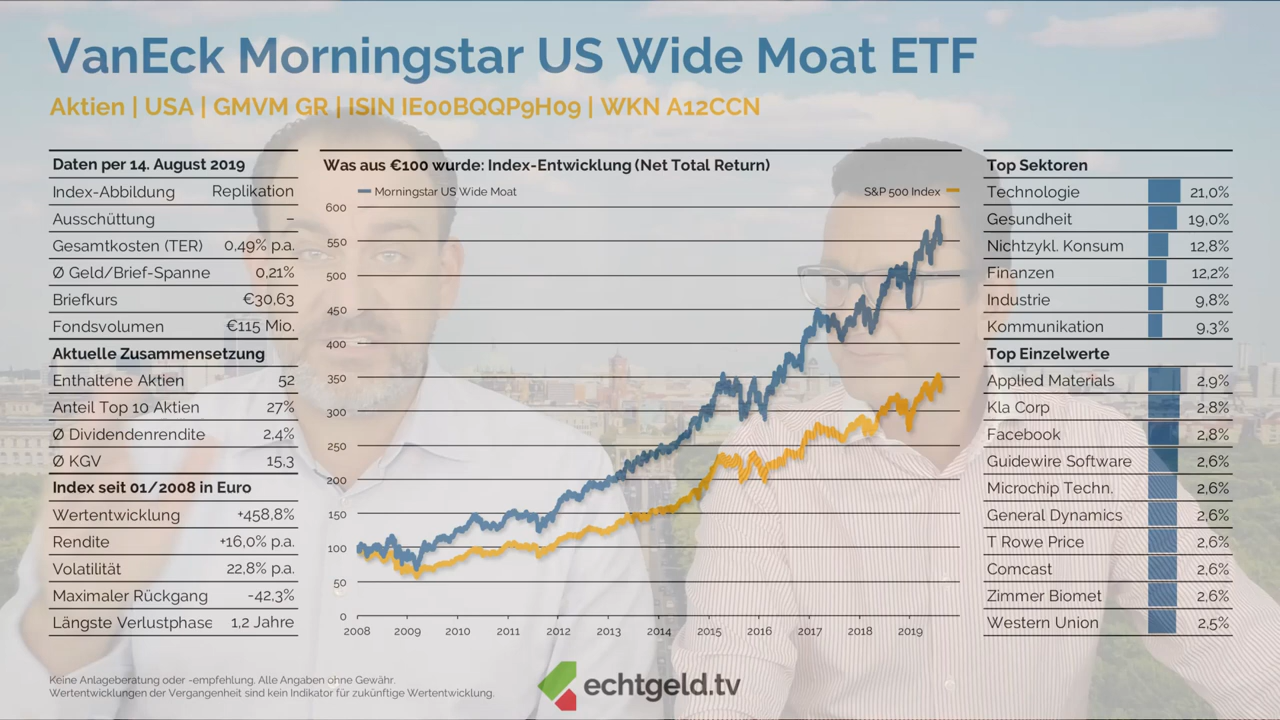 VanEck Morningstar US Wide Moat ETF
Aktien | USA | GMVM GR | ISIN IE00BQQP9H09 | WKN A12CCN
Daten per 14. August 2019
Index-Abbildung Replikation
Ausschüttung –
Gesamtkosten (TER) 0,49% p.a.
Ø Geld/Brief-Spanne 0,21%
Briefkurs €30,63
Fondsvolumen €115 Mio.
Aktuelle Zusammensetzung
Enthaltene Aktien 52
Anteil Top 10 Aktien 27%
Ø Dividendenrendite 2,4%
Ø KGV 15,3
Index seit 01/2008 in Euro
Wertentwicklung +458,8%
Rendite +16,0% p.a.
Volatilität 22,8% p.a.
Maximaler Rückgang -42,3%
Längste Verlustphase 1,2 Jahre
Was aus €100 wurde: Index-Entwicklung (Net Total Return)
Morningstar US Wide Moat S&P 500 Index
600
550
500
450
400
350
300
250
200
150
100
50
0
2008 2009 2010 2011 2012 2013 2014 2015 2016 2017 2018 2019
Top Sektoren
Technologie 21,0%
Gesundheit 19,0%
Nichtzykl. Konsum 12,8%
Finanzen 12,2%
Industrie 9,8%
Kommunikation 9,3%
Top Einzelwerte
Applied Materials 2,9%
Kla Corp 2,8%
Facebook 2,8%
Guidewire Software 2,6%
Microchip Techn. 2,6%
General Dynamics 2,6%
T Rowe Price 2,6%
Comcast 2,6%
Zimmer Biomet 2,6%
Western Union 2,5%
Keine Anlageberatung oder -empfehlung. Alle Angaben ohne Gewähr.
Wertentwicklungen der Vergangenheit sind kein Indikator für zukünftige Wertentwicklung.
echtgeld.tv